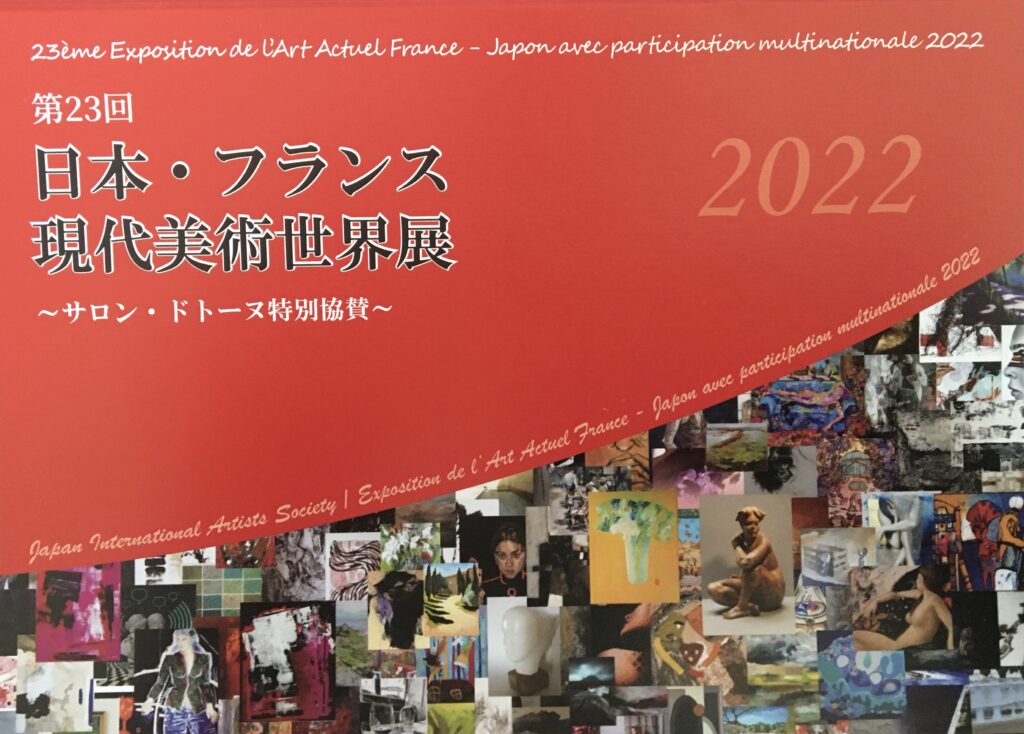 23ème Exposition de l'Art Actuel France – Japon avec participation multinationale 2022
第23回
日本・フランス
現代美術世界展
～サロン・ドトーヌ特別協賛～
2022
Japan International Artists Society | Exposition de l'Art Actuel France - Japon avec participation multinationale 2022